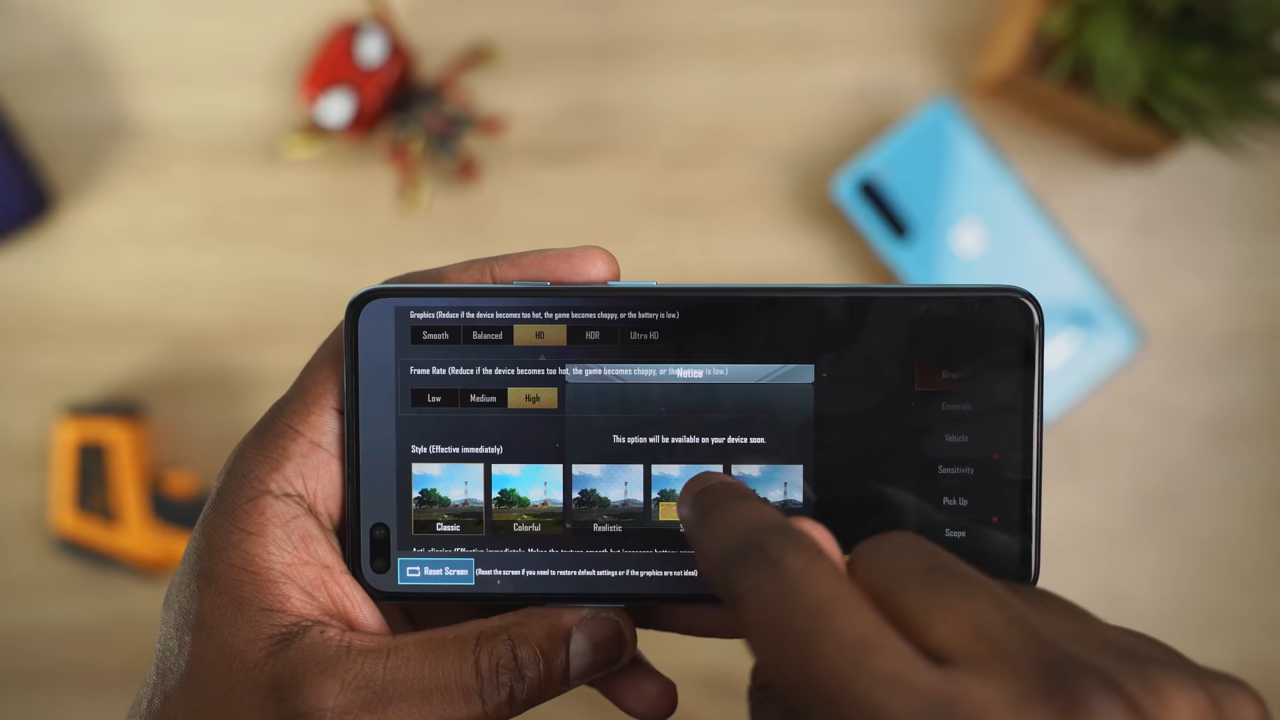 Graphics (Reduce if the device becomes too hot, the game becomes choppy, or the battery is low.)
Smooth Balanced HD HDR Ultra HD
Frame Rate (Reduce if the device becomes too hot, the game becomes choppy, or the battery is low.)
Notice
Low Medium High
This option will be available on your device soon.
Style (Effective immediately)
Classic Colorful Realistic
Reset Screen (Reset the screen if you need to restore default settings or if the graphics are not ideal)
Controls
Vehicle
Sensitivity
Pick Up
Scope